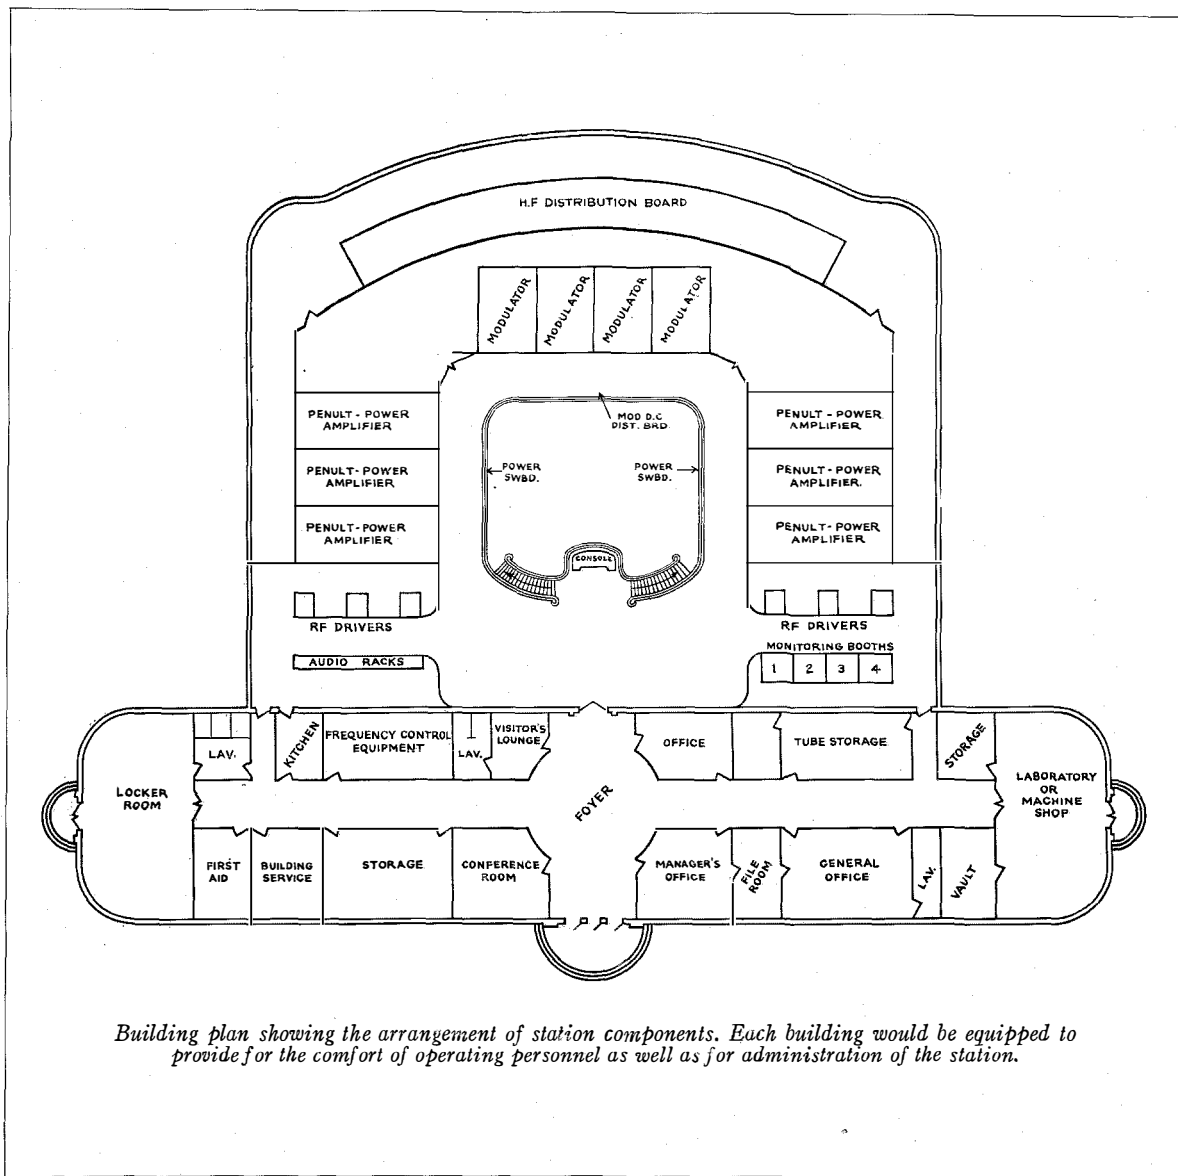 H.F DISTRIBUTION BOARD
MODULATOR
MODULATOR
MODULATOR
MODULATOR
PENULT - POWER
AMPLIFIER
PENULT - POWER
AMPLIFIER
MOD D.C
DIST. BRD
PENULT - POWER
AMPLIFIER
POWER
SWBD.
POWER
SWBD.
PENULT - POWER
AMPLIFIER.
PENULT - POWER
AMPLIFIER
PENULT - POWER
AMPLIFIER
CONSOLE
RF DRIVERS
RF DRIVERS
AUDIO RACKS
MONITORING BOOTHS
1 2 3 4
LAV.
KITCHEN
FREQUENCY CONTROL
EQUIPMENT
LAV.
VISITOR'S
LOUNGE
OFFICE
TUBE STORAGE
STORAGE
LOCKER
ROOM
FOYER
LABORATORY
OR
MACHINE
SHOP
FIRST
AID
BUILDING
SERVICE
STORAGE
CONFERENCE
ROOM
MANAGER'S
OFFICE
FILE
ROOM
GENERAL
OFFICE
LAV.
VAULT
Building plan showing the arrangement of station components. Each building would be equipped to
provide for the comfort of operating personnel as well as for administration of the station.